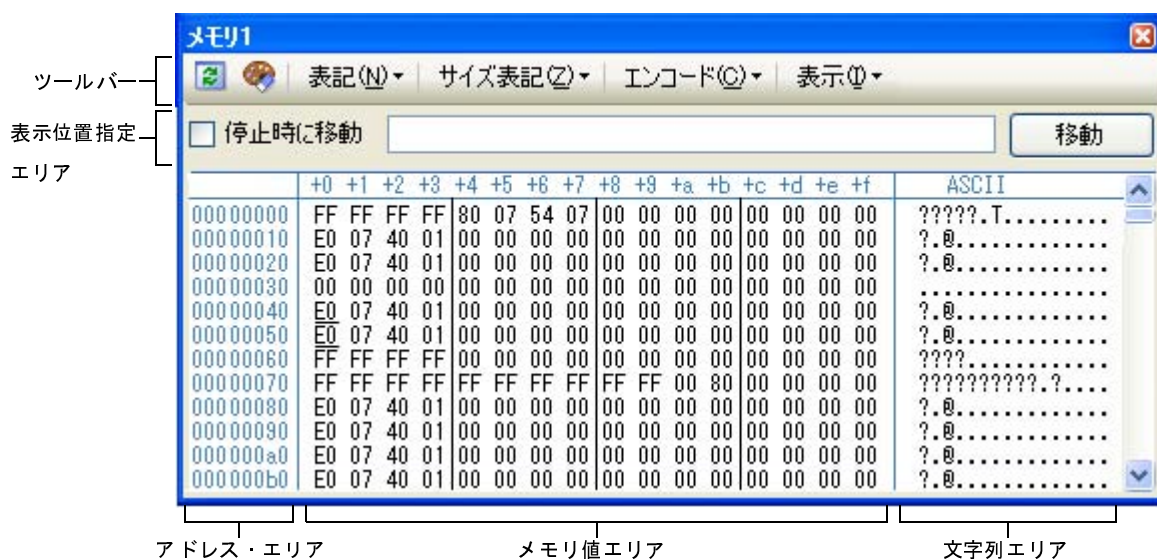 メモリ1
ツールバー
表記(N) サイズ表記(Z) エンコード(C) 表示(I)
表示位置指定
エリア
停止時に移動 移動
+0 +1 +2 +3 +4 +5 +6 +7 +8 +9 +a +b +c +d +e +f ASCII
00000000 FF FF FF FF 80 07 54 07 00 00 00 00 00 00 00 00 ?????.T.........
00000010 E0 07 40 01 00 00 00 00 00 00 00 00 00 00 00 00 ?.@.............
00000020 E0 07 40 01 00 00 00 00 00 00 00 00 00 00 00 00 ?.@.............
00000030 00 00 00 00 00 00 00 00 00 00 00 00 00 00 00 00 ................
00000040 E0 07 40 01 00 00 00 00 00 00 00 00 00 00 00 00 ?.@.............
00000050 E0 07 40 01 00 00 00 00 00 00 00 00 00 00 00 00 ?.@.............
00000060 FF FF FF FF 00 00 00 00 00 00 00 00 00 00 00 00 ????............
00000070 FF FF FF FF FF FF FF FF FF FF 00 80 00 00 00 00 ??????????.?....
00000080 E0 07 40 01 00 00 00 00 00 00 00 00 00 00 00 00 ?.@.............
00000090 E0 07 40 01 00 00 00 00 00 00 00 00 00 00 00 00 ?.@.............
000000a0 E0 07 40 01 00 00 00 00 00 00 00 00 00 00 00 00 ?.@.............
000000b0 E0 07 40 01 00 00 00 00 00 00 00 00 00 00 00 00 ?.@.............
アドレス・エリア メモリ値エリア 文字列エリア